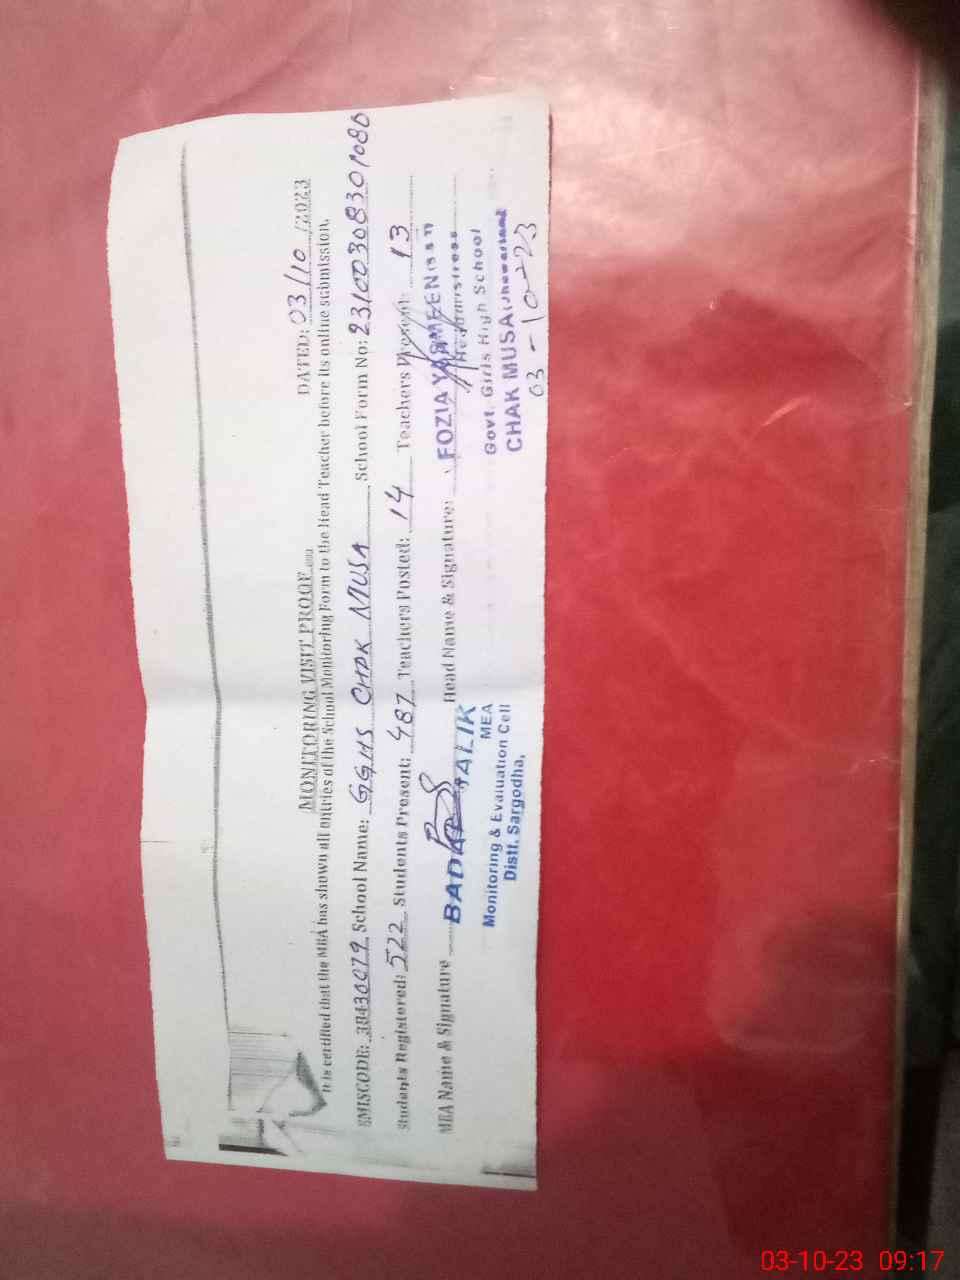 DATED: 03/10/2023
MONITORING VISIT PROOF
It is certified that the MEA has shown all entries of the School Monitoring Form to the Head Teacher before its online submission.
EMISCODE: 38430079 School Name: GGHS CHAK MUSA School Form No: 2310030830
Students Registered: 522 Students Present: 487 Teachers Posted: 14 Teachers Present: 13
MEA Name & Signature Head Name & Signature:
MALIK
MEA
Monitoring & Evaluation Cell
Distt. Sargodha,
FOZIA YASMEEN
Headmistress
Govt. Girls High School
CHAK MUSA
03-10-23
03-10-23 09:17